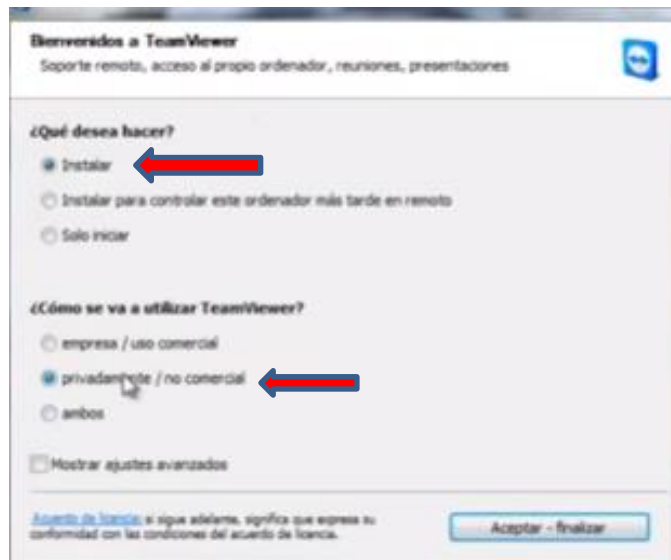 Bienvenidos a TeamViewer
Soporte remoto, acceso al propio ordenador, reuniones, presentaciones
¿Qué desea hacer?
Instalar
Instalar para controlar este ordenador más tarde en remoto
Solo iniciar
¿Cómo se va a utilizar TeamViewer?
empresa / uso comercial
privadamente / no comercial
ambos
Mostrar ajustes avanzados
Acuerdo de licencia: si sigue adelante, significa que expresa su
conformidad con las condiciones del acuerdo de licencia.
Aceptar - finalizar